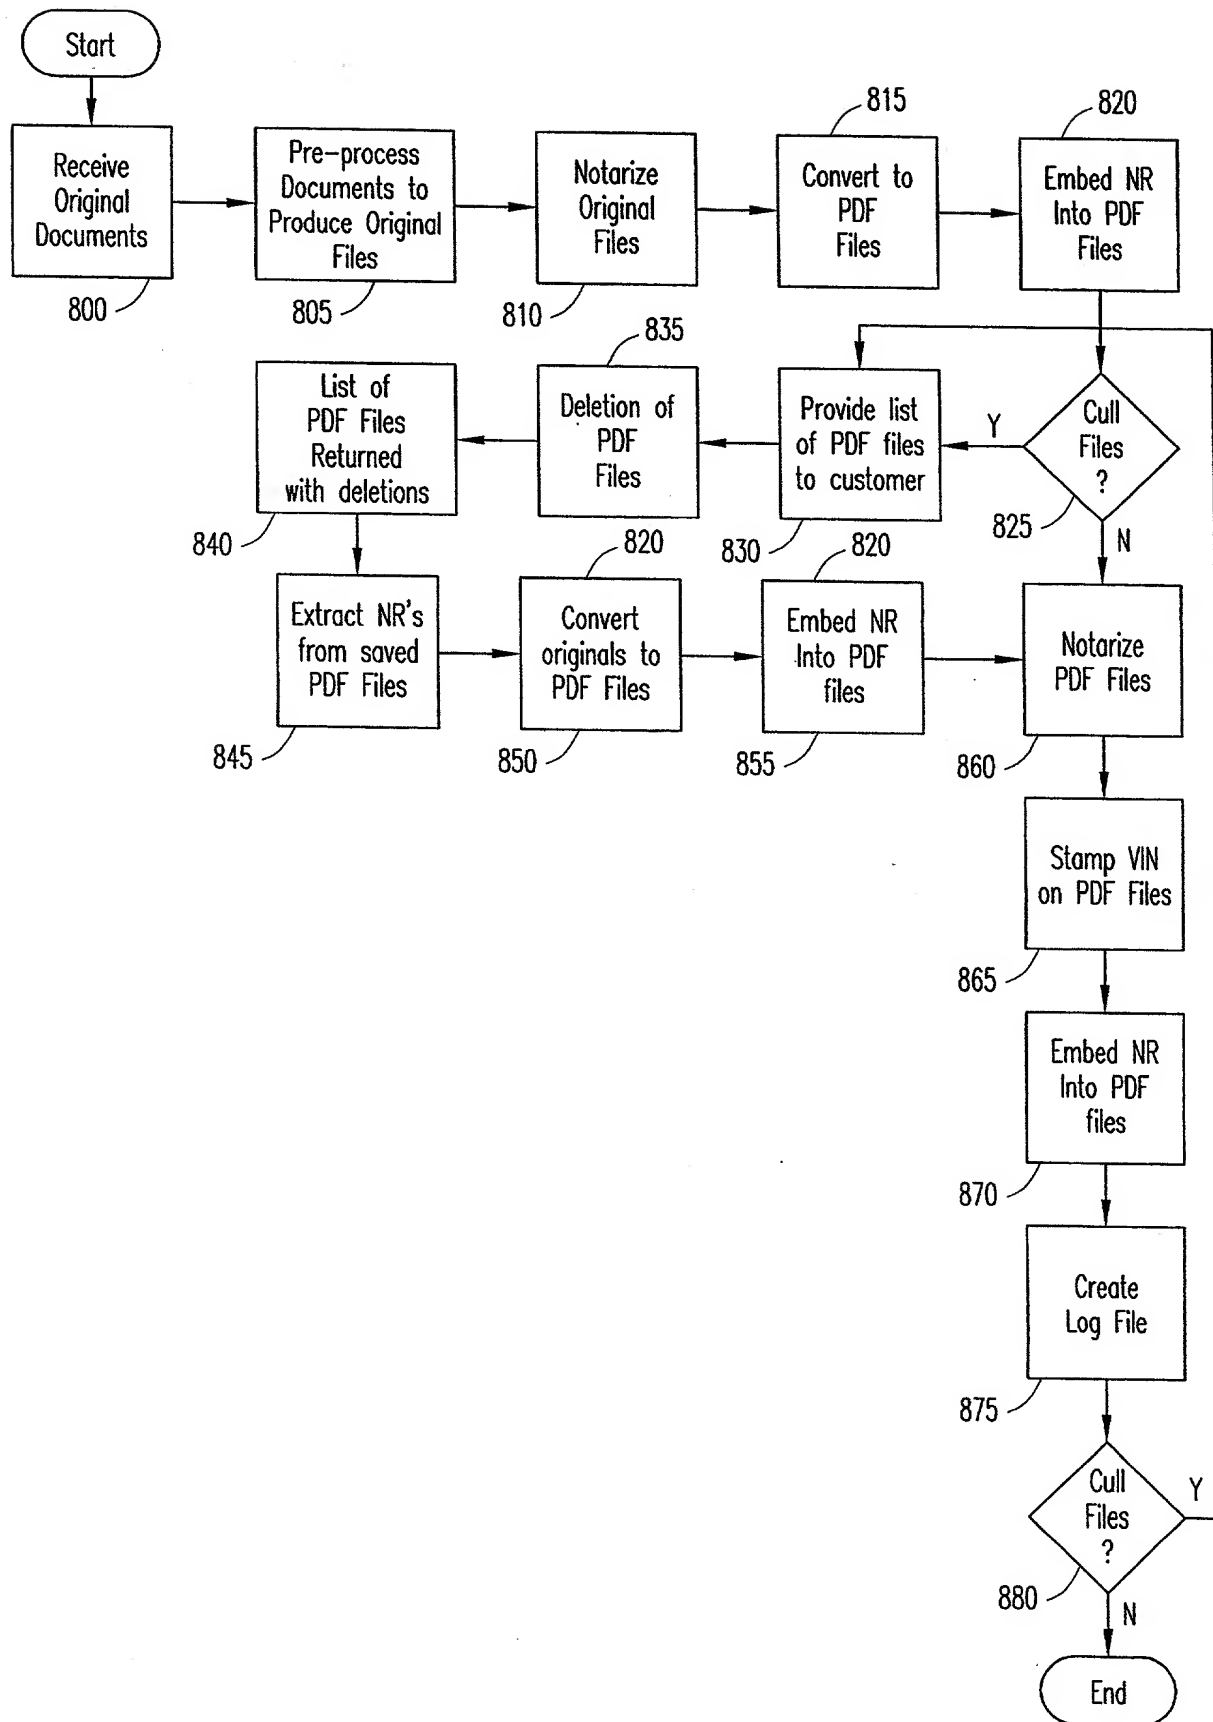 Start
Receive
Original
Documents
800
Pre-process
Documents to
Produce Original
Files
805
Notarize
Original
Files
810
815
Convert to
PDF
Files
820
Embed NR
Into PDF
Files
Cull
Files
?
825
Y
N
Provide list
of PDF files
to customer
830
835
Deletion of
PDF
Files
List of
PDF Files
Returned
with deletions
840
Extract NR's
from saved
PDF Files
845
820
Convert
originals to
PDF Files
850
820
Embed NR
Into PDF
files
855
Notarize
PDF Files
860
Stamp VIN
on PDF Files
865
Embed NR
Into PDF
files
870
Create
Log File
875
Cull
Files
?
880
Y
N
End